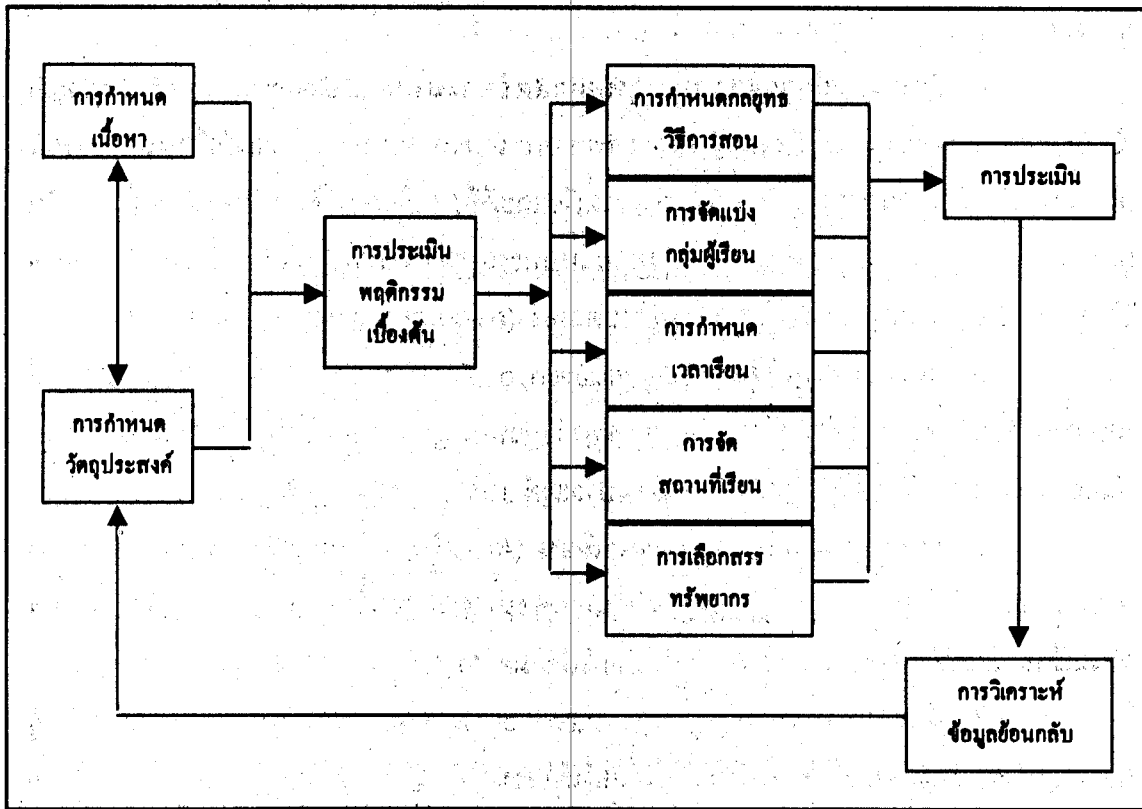 การกำหนด
เนื้อหา
การกำหนด
วัตถุประสงค์
การประเมิน
พฤติกรรม
เบื้องต้น
การกำหนดกลยุทธ
วิธีการสอน
การจัดแบ่ง
กลุ่มผู้เรียน
การกำหนด
เวลาเรียน
การจัด
สถานที่เรียน
การเลือกสรร
ทรัพยากร
การประเมิน
การวิเคราะห์
ข้อมูลย้อนกลับ